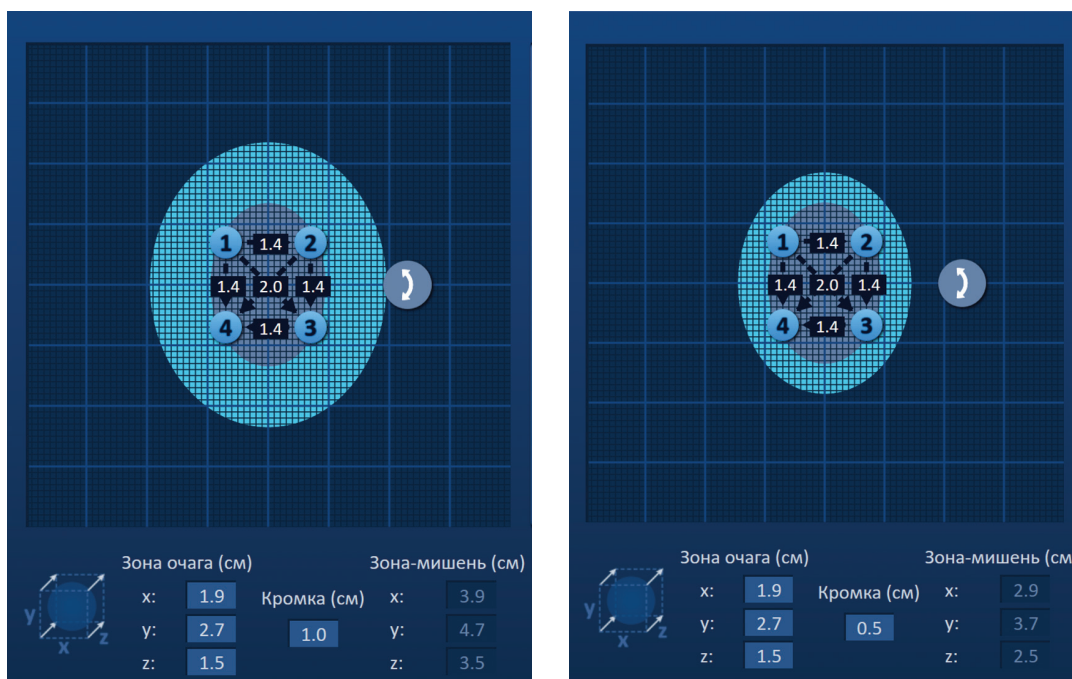 1 1.4 2
1.4 2.0 1.4
4 1.4 3
Зона очага (см) Зона-мишень (см)
x: 1.9 Кромка (см) x: 3.9
y: 2.7 1.0 y: 4.7
z: 1.5 z: 3.5
y x z
1 1.4 2
1.4 2.0 1.4
4 1.4 3
Зона очага (см) Зона-мишень (см
x: 1.9 Кромка (см) x: 2.9
y: 2.7 0.5 y: 3.7
z: 1.5 z: 2.5
y x z